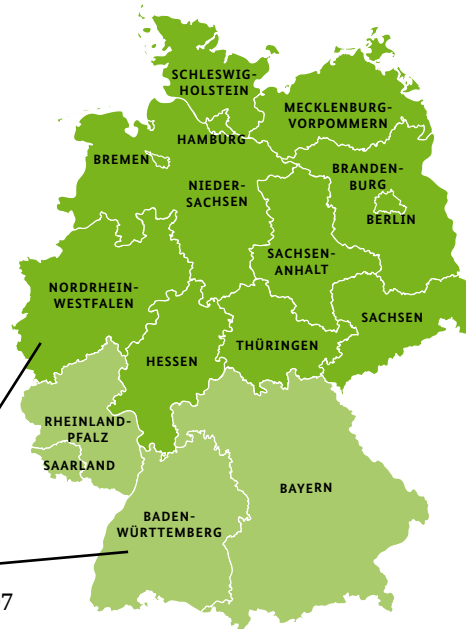 SCHLESWIG-
HOLSTEIN
MECKLENBURG-
VORPOMMERN
HAMBURG
BREMEN
BRANDEN-
BURG
NIEDER-
SACHSEN
BERLIN
SACHSEN-
ANHALT
NORDRHEIN-
WESTFALEN
SACHSEN
THÜRINGEN
HESSEN
RHEINLAND-
PFALZ
SAARLAND
BAYERN
BADEN-
WÜRTTEMBERG
7